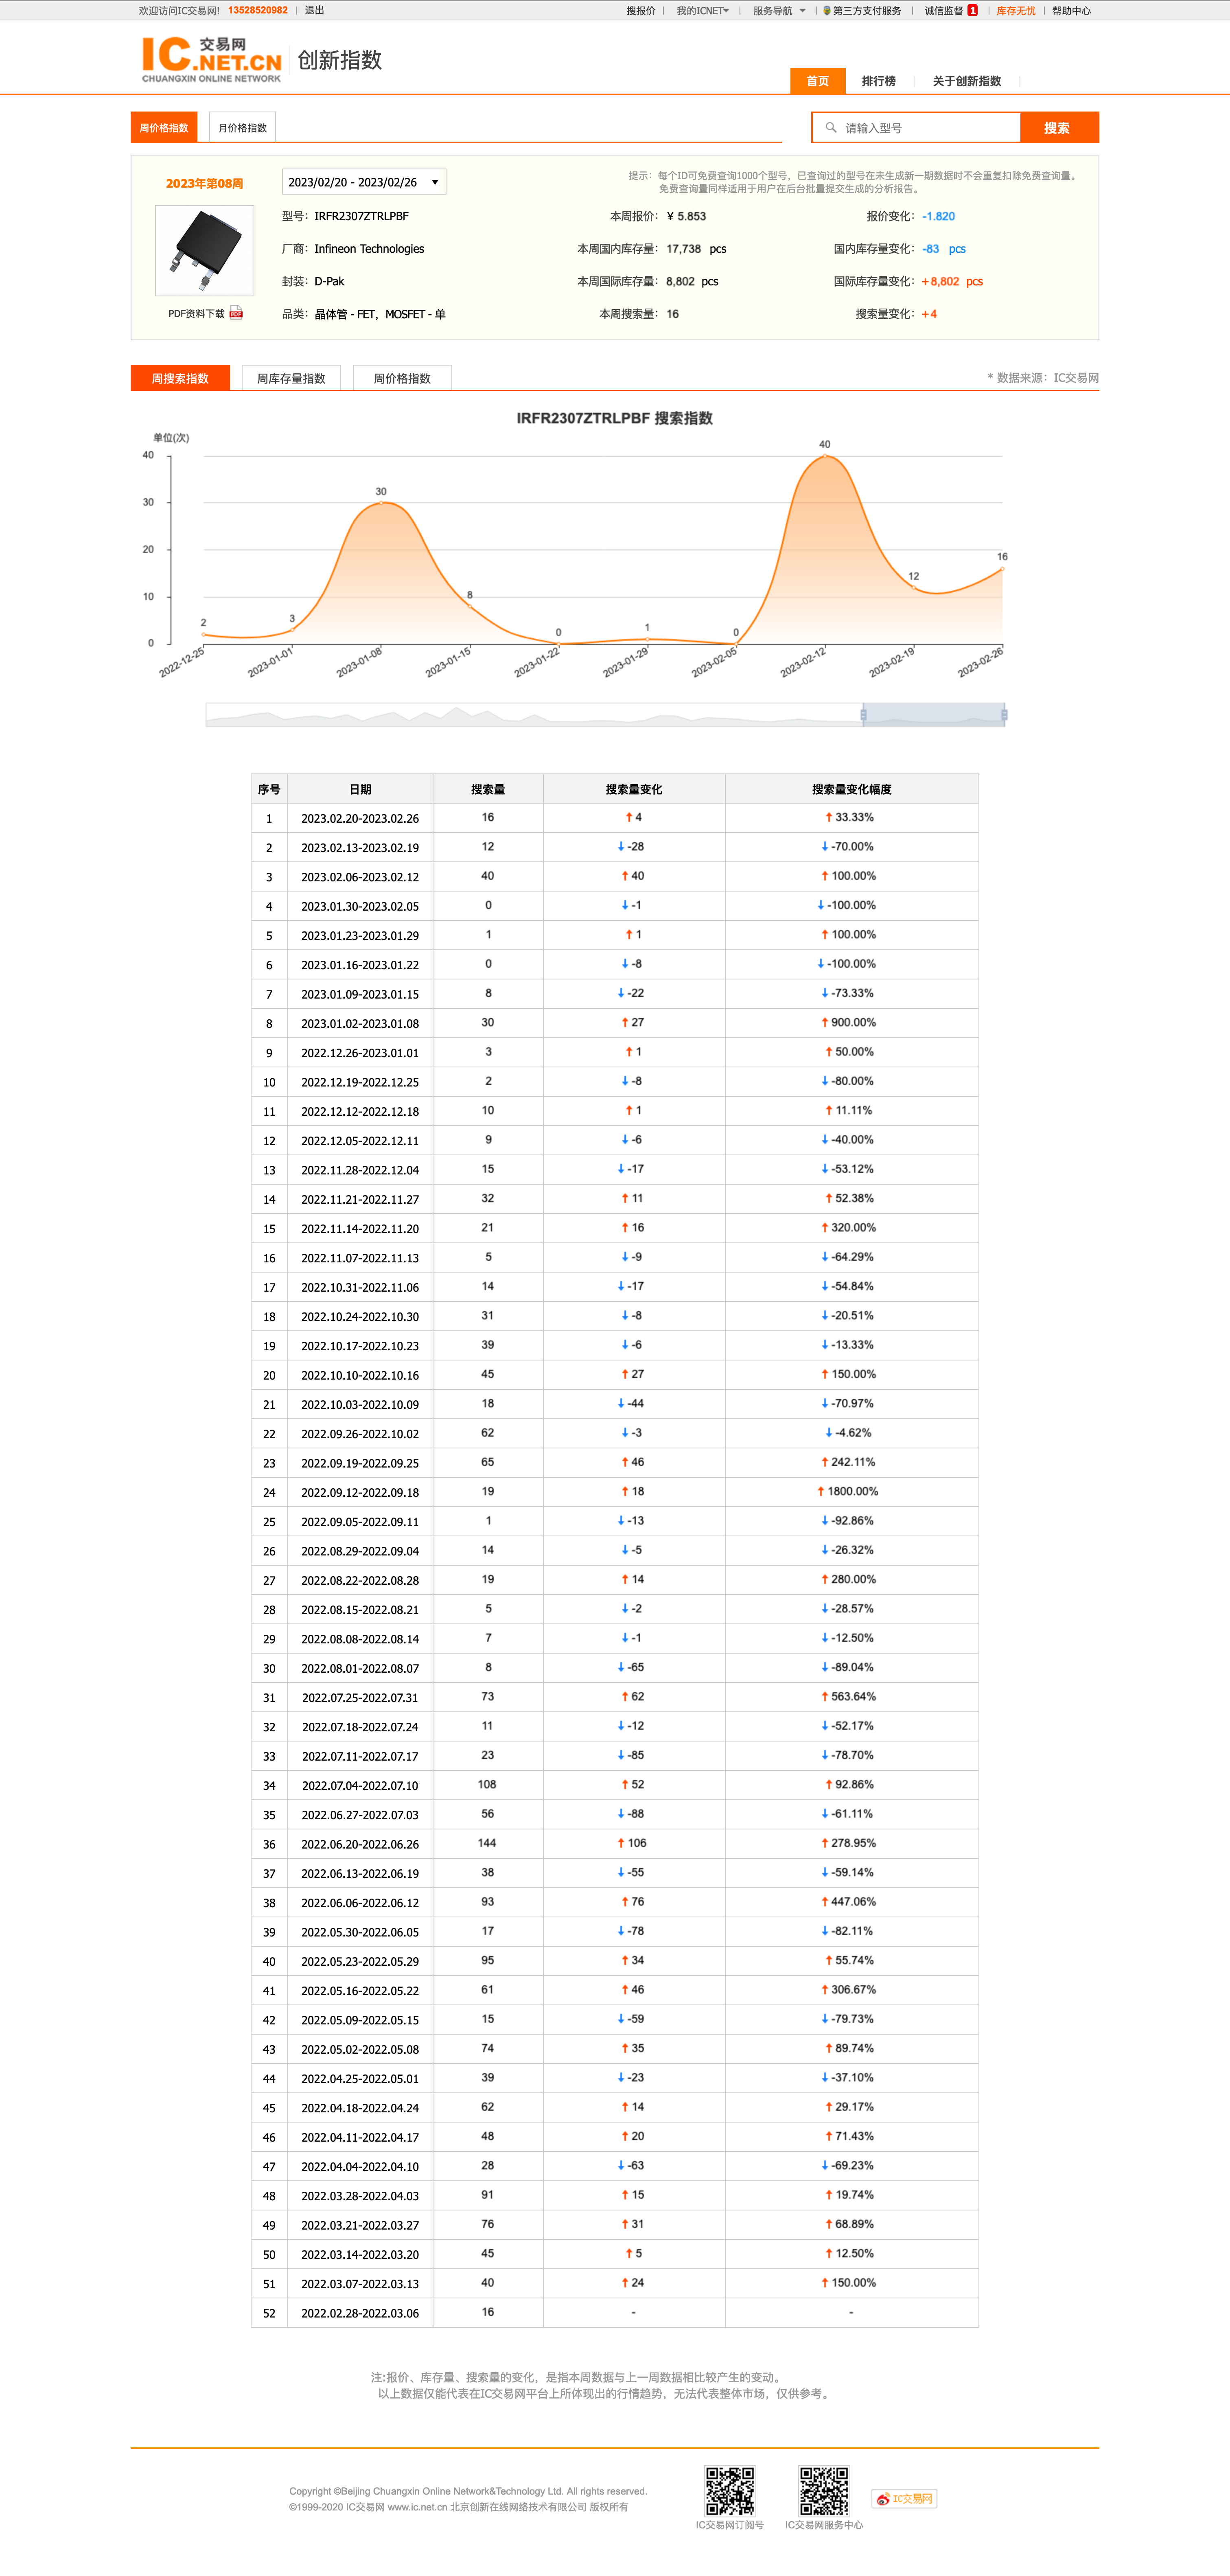 欢迎访问IC交易网! 13528520982 | 退出 搜报价 | 我的ICNET | 服务导航 | 第三方支付服务 | 诚信监督 1 | 库存无忧 | 帮助中心
IC 交易网 .NET.CN CHUANGXIN ONLINE NETWORK 创新指数
首页 排行榜 关于创新指数
周价格指数 月价格指数 请输入型号 搜索
2023年第08周 2023/02/20 - 2023/02/26
提示：每个ID可免费查询1000个型号，已查询过的型号在未生成新一期数据时不会重复扣除免费查询量。
免费查询量同样适用于用户在后台批量提交生成的分析报告。
型号：IRFR2307ZTRLPBF 本周报价：¥ 5.853 报价变化：-1.820
厂商：Infineon Technologies 本周国内库存量：17,738 pcs 国内库存量变化：-83 pcs
封装：D-Pak 本周国际库存量：8,802 pcs 国际库存量变化：+8,802 pcs
PDF资料下载 PDF 品类：晶体管 - FET，MOSFET - 单 本周搜索量：16 搜索量变化：+4
周搜索指数 周库存量指数 周价格指数 * 数据来源：IC交易网
IRFR2307ZTRLPBF 搜索指数
单位(次)
40 40
30 30
20 16
10 12 8
2 3 0 1 0
0
2022-12-25 2023-01-01 2023-01-08 2023-01-15 2023-01-22 2023-01-29 2023-02-05 2023-02-12 2023-02-19 2023-02-26
序号 日期 搜索量 搜索量变化 搜索量变化幅度
1 2023.02.20-2023.02.26 16 ↑ 4 ↑ 33.33%
2 2023.02.13-2023.02.19 12 ↓ -28 ↓ -70.00%
3 2023.02.06-2023.02.12 40 ↑ 40 ↑ 100.00%
4 2023.01.30-2023.02.05 0 ↓ -1 ↓ -100.00%
5 2023.01.23-2023.01.29 1 ↑ 1 ↑ 100.00%
6 2023.01.16-2023.01.22 0 ↓ -8 ↓ -100.00%
7 2023.01.09-2023.01.15 8 ↓ -22 ↓ -73.33%
8 2023.01.02-2023.01.08 30 ↑ 27 ↑ 900.00%
9 2022.12.26-2023.01.01 3 ↑ 1 ↑ 50.00%
10 2022.12.19-2022.12.25 2 ↓ -8 ↓ -80.00%
11 2022.12.12-2022.12.18 10 ↑ 1 ↑ 11.11%
12 2022.12.05-2022.12.11 9 ↓ -6 ↓ -40.00%
13 2022.11.28-2022.12.04 15 ↓ -17 ↓ -53.12%
14 2022.11.21-2022.11.27 32 ↑ 11 ↑ 52.38%
15 2022.11.14-2022.11.20 21 ↑ 16 ↑ 320.00%
16 2022.11.07-2022.11.13 5 ↓ -9 ↓ -64.29%
17 2022.10.31-2022.11.06 14 ↓ -17 ↓ -54.84%
18 2022.10.24-2022.10.30 31 ↓ -8 ↓ -20.51%
19 2022.10.17-2022.10.23 39 ↓ -6 ↓ -13.33%
20 2022.10.10-2022.10.16 45 ↑ 27 ↑ 150.00%
21 2022.10.03-2022.10.09 18 ↓ -44 ↓ -70.97%
22 2022.09.26-2022.10.02 62 ↓ -3 ↓ -4.62%
23 2022.09.19-2022.09.25 65 ↑ 46 ↑ 242.11%
24 2022.09.12-2022.09.18 19 ↑ 18 ↑ 1800.00%
25 2022.09.05-2022.09.11 1 ↓ -13 ↓ -92.86%
26 2022.08.29-2022.09.04 14 ↓ -5 ↓ -26.32%
27 2022.08.22-2022.08.28 19 ↑ 14 ↑ 280.00%
28 2022.08.15-2022.08.21 5 ↓ -2 ↓ -28.57%
29 2022.08.08-2022.08.14 7 ↓ -1 ↓ -12.50%
30 2022.08.01-2022.08.07 8 ↓ -65 ↓ -89.04%
31 2022.07.25-2022.07.31 73 ↑ 62 ↑ 563.64%
32 2022.07.18-2022.07.24 11 ↓ -12 ↓ -52.17%
33 2022.07.11-2022.07.17 23 ↓ -85 ↓ -78.70%
34 2022.07.04-2022.07.10 108 ↑ 52 ↑ 92.86%
35 2022.06.27-2022.07.03 56 ↓ -88 ↓ -61.11%
36 2022.06.20-2022.06.26 144 ↑ 106 ↑ 278.95%
37 2022.06.13-2022.06.19 38 ↓ -55 ↓ -59.14%
38 2022.06.06-2022.06.12 93 ↑ 76 ↑ 447.06%
39 2022.05.30-2022.06.05 17 ↓ -78 ↓ -82.11%
40 2022.05.23-2022.05.29 95 ↑ 34 ↑ 55.74%
41 2022.05.16-2022.05.22 61 ↑ 46 ↑ 306.67%
42 2022.05.09-2022.05.15 15 ↓ -59 ↓ -79.73%
43 2022.05.02-2022.05.08 74 ↑ 35 ↑ 89.74%
44 2022.04.25-2022.05.01 39 ↓ -23 ↓ -37.10%
45 2022.04.18-2022.04.24 62 ↑ 14 ↑ 29.17%
46 2022.04.11-2022.04.17 48 ↑ 20 ↑ 71.43%
47 2022.04.04-2022.04.10 28 ↓ -63 ↓ -69.23%
48 2022.03.28-2022.04.03 91 ↑ 15 ↑ 19.74%
49 2022.03.21-2022.03.27 76 ↑ 31 ↑ 68.89%
50 2022.03.14-2022.03.20 45 ↑ 5 ↑ 12.50%
51 2022.03.07-2022.03.13 40 ↑ 24 ↑ 150.00%
52 2022.02.28-2022.03.06 16 - -
注:报价、库存量、搜索量的变化，是指本周数据与上一周数据相比较产生的变动。
以上数据仅能代表在IC交易网平台上所体现出的行情趋势，无法代表整体市场，仅供参考。
Copyright ©Beijing Chuangxin Online Network&Technology Ltd. All rights reserved.
©1999-2020 IC交易网 www.ic.net.cn 北京创新在线网络技术有限公司 版权所有
IC交易网订阅号 IC交易网服务中心 IC交易网